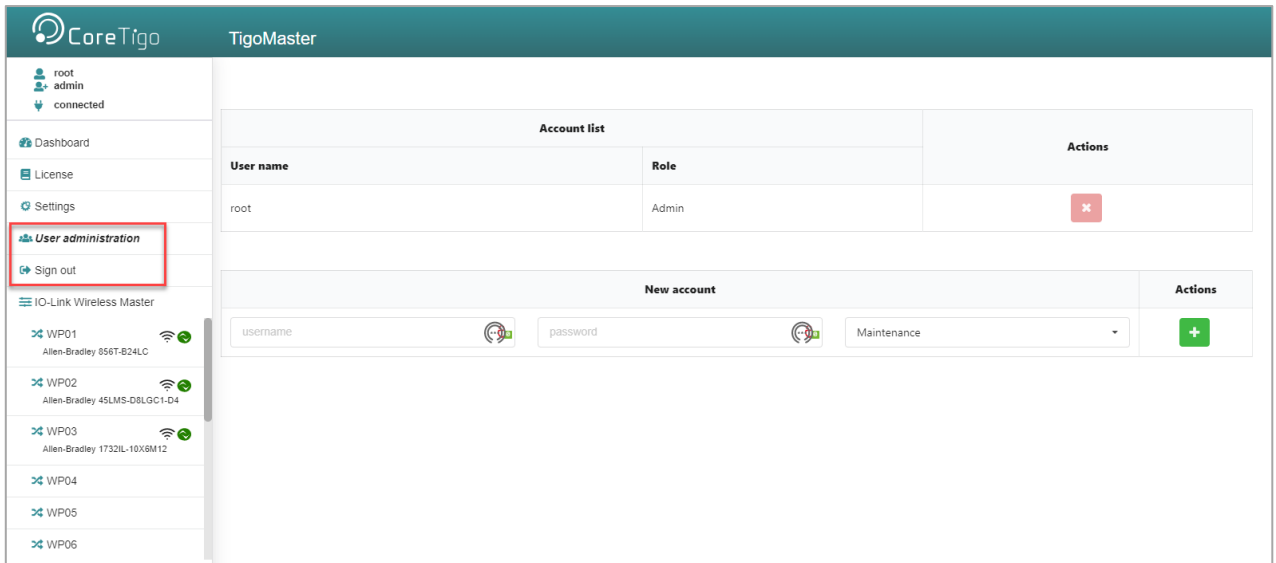 CoreTigo
TigoMaster
root
admin
connected
Dashboard
License
Settings
User administration
Sign out
IO-Link Wireless Master
WP01
Allen-Bradley 856T-B24LC
WP02
Allen-Bradley 45LMS-D8LGC1-D4
WP03
Allen-Bradley 1732IL-10X6M12
WP04
WP05
WP06
Account list
Actions
User name Role
root Admin
New account Actions
username password Maintenance